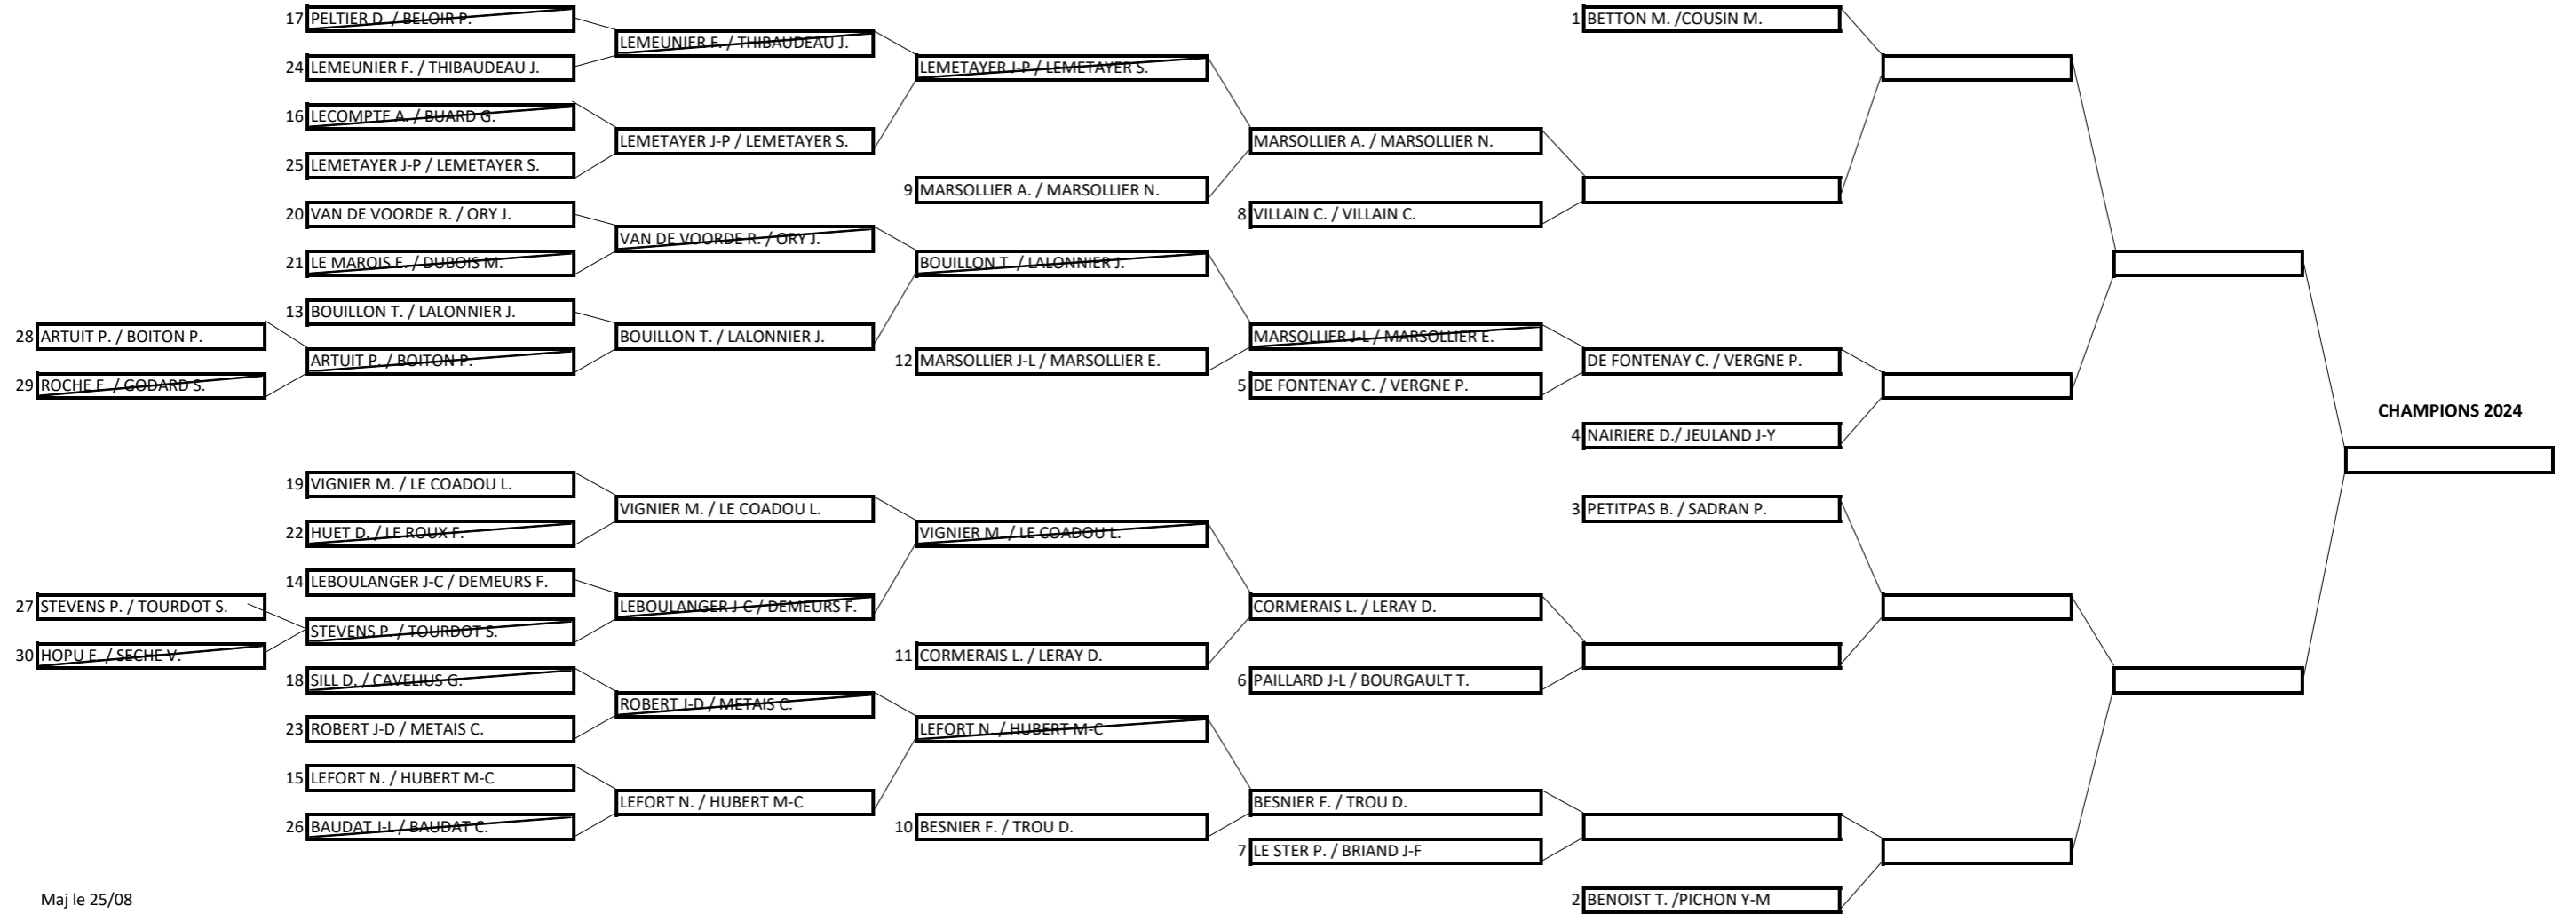 17 PELTIER D. / BELOIR P.
24 LEMEUNIER F. / THIBAUDEAU J.
16 LECOMPTE A. / BUARD G.
25 LEMETAYER J-P / LEMETAYER S.
20 VAN DE VOORDE R. / ORY J.
21 LE MAROIS E. / DUBOIS M.
13 BOUILLON T. / LALONNIER J.
28 ARTUIT P. / BOITON P.
ARTUIT P. / BOITON P.
29 ROCHE F. / GODARD S.
19 VIGNIER M. / LE COADOU L.
22 HUET D. / LE ROUX F.
14 LEBOULANGER J-C / DEMEURS F.
27 STEVENS P. / TOURDOT S.
STEVENS P. / TOURDOT S.
30 HOPU F. / SECHE V.
18 SILL D. / CAVELIUS G.
23 ROBERT J-D / METAIS C.
15 LEFORT N. / HUBERT M-C
26 BAUDAT J-L / BAUDAT C.
LEMEUNIER F. / THIBAUDEAU J.
LEMETAYER J-P / LEMETAYER S.
VAN DE VOORDE R. / ORY J.
BOUILLON T. / LALONNIER J.
VIGNIER M. / LE COADOU L.
LEBOULANGER J-C / DEMEURS F.
ROBERT J-D / METAIS C.
LEFORT N. / HUBERT M-C
LEMETAYER J-P / LEMETAYER S.
9 MARSOLLIER A. / MARSOLLIER N.
BOUILLON T. / LALONNIER J.
12 MARSOLLIER J-L / MARSOLLIER E.
VIGNIER M. / LE COADOU L.
11 CORMERAIS L. / LERAY D.
LEFORT N. / HUBERT M-C
10 BESNIER F. / TROU D.
MARSOLLIER A. / MARSOLLIER N.
8 VILLAIN C. / VILLAIN C.
MARSOLLIER J-L / MARSOLLIER E.
5 DE FONTENAY C. / VERGNE P.
CORMERAIS L. / LERAY D.
6 PAILLARD J-L / BOURGAULT T.
BESNIER F. / TROU D.
7 LE STER P. / BRIAND J-F
1 BETTON M. /COUSIN M.
DE FONTENAY C. / VERGNE P.
4 NAIRIERE D./ JEULAND J-Y
3 PETITPAS B. / SADRAN P.
2 BENOIST T. /PICHON Y-M
CHAMPIONS 2024
Maj le 25/08